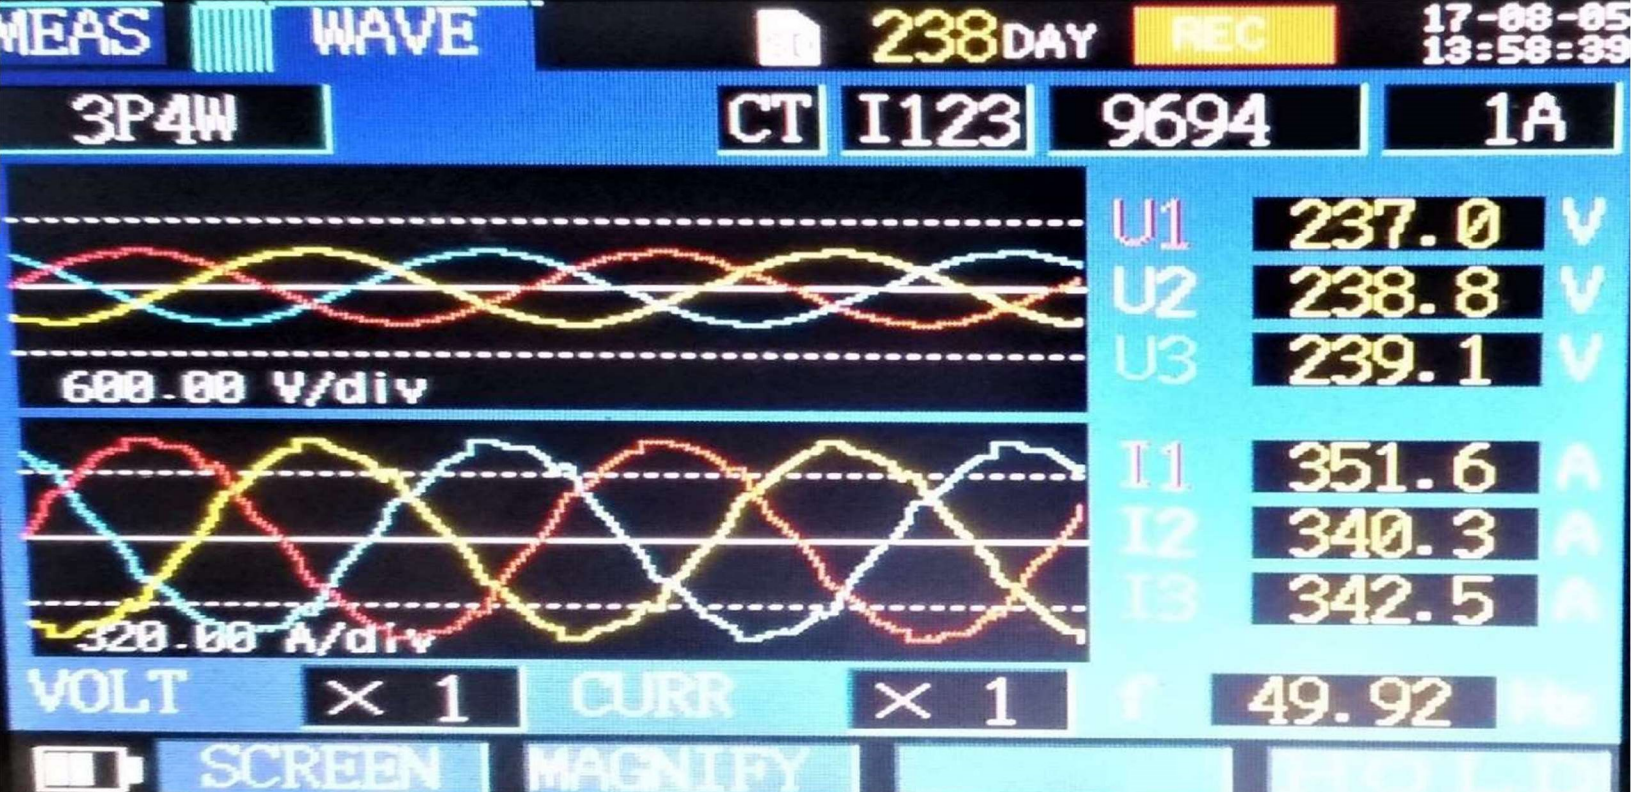 MEAS WAVE 238DAY REC 17-08-05
13:58:39
3P4W CT I123 9694 1A
U1 237.0 V
U2 238.8 V
U3 239.1 V
600.00 V/div
I1 351.6 A
I2 340.3 A
I3 342.5 A
320.00 A/div
VOLT × 1 CURR × 1 f 49.92 Hz
SCREEN MAGNIFY HOLD